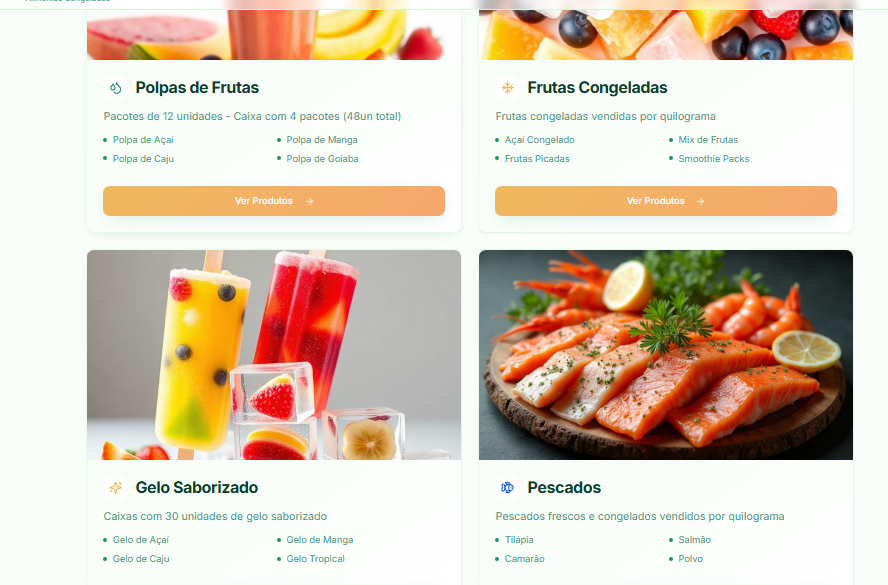 Alimentos Congelados
Polpas de Frutas
Pacotes de 12 unidades - Caixa com 4 pacotes (48un total)
Polpa de Açaí
Polpa de Manga
Polpa de Caju
Polpa de Goiaba
Ver Produtos →
Frutas Congeladas
Frutas congeladas vendidas por quilograma
Açaí Congelado
Mix de Frutas
Frutas Picadas
Smoothie Packs
Ver Produtos →
Gelo Saborizado
Caixas com 30 unidades de gelo saborizado
Gelo de Açaí
Gelo de Manga
Gelo de Caju
Gelo Tropical
Pescados
Pescados frescos e congelados vendidos por quilograma
Tilápia
Salmão
Camarão
Polvo